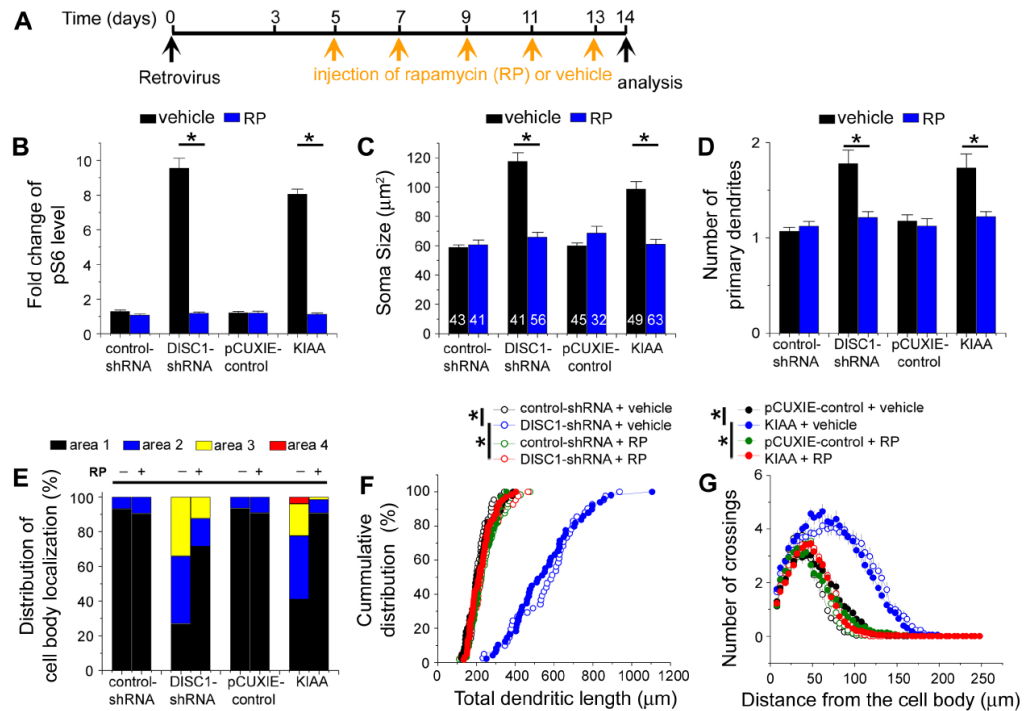 A
Time (days) 0 3 5 7 9 11 13 14
Retrovirus
injection of rapamycin (RP) or vehicle
analysis
B
vehicle RP
Fold change of
pS6 level
10
8
6
4
2
0
* *
control-
shRNA
DISC1-
shRNA
pCUXIE-
control
KIAA
C
vehicle RP
Soma Size (μm²)
120
100
80
60
40
20
0
* *
43 41 41 56 45 32 49 63
control-
shRNA
DISC1-
shRNA
pCUXIE-
control
KIAA
D
vehicle RP
Number of
primary dendrites
2
1
0
* *
control-
shRNA
DISC1-
shRNA
pCUXIE-
control
KIAA
area 1 area 2 area 3 area 4
E
RP − + − + − + − +
Distribution of
cell body localization (%)
100
80
60
40
20
0
control-
shRNA
DISC1-
shRNA
pCUXIE-
control
KIAA
* *
control-shRNA + vehicle
DISC1-shRNA + vehicle
control-shRNA + RP
DISC1-shRNA + RP
F
Cummulative
distribution (%)
100
80
60
40
20
0
0 200 400 600 800 1000 1200
Total dendritic length (μm)
* *
pCUXIE-control + vehicle
KIAA + vehicle
pCUXIE-control + RP
KIAA + RP
G
Number of crossings
6
4
2
0
0 50 100 150 200 250
Distance from the cell body (μm)